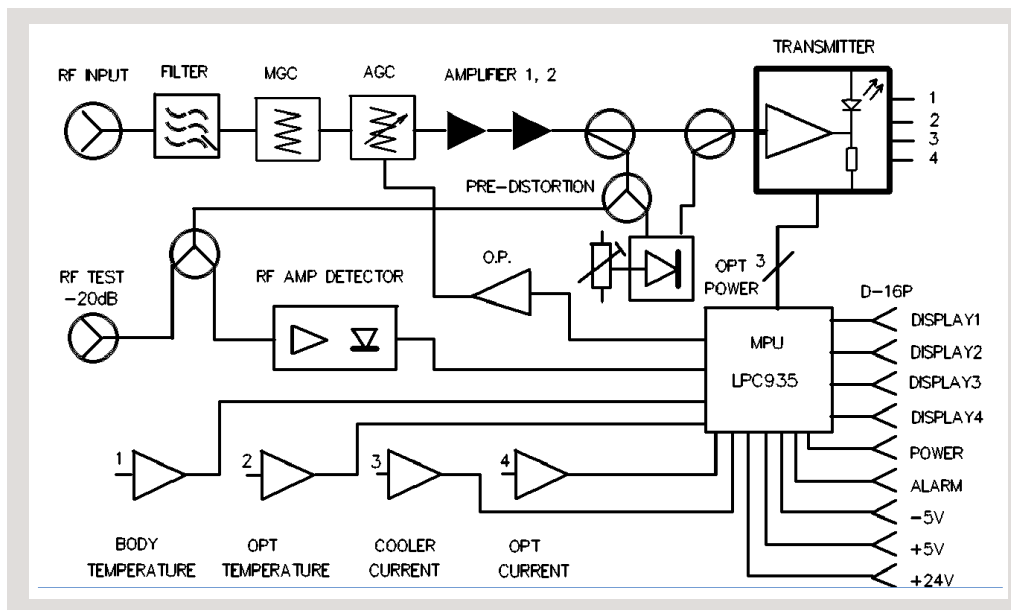 TRANSMITTER
RF INPUT
FILTER
MGC
AGC
AMPLIFIER 1, 2
1
2
3
4
PRE-DISTORTION
RF TEST
-20dB
RF AMP DETECTOR
O.P.
OPT 3
POWER
D-16P
MPU
LPC935
DISPLAY1
DISPLAY2
DISPLAY3
DISPLAY4
POWER
ALARM
-5V
+5V
+24V
1
2
3
4
BODY
TEMPERATURE
OPT
TEMPERATURE
COOLER
CURRENT
OPT
CURRENT